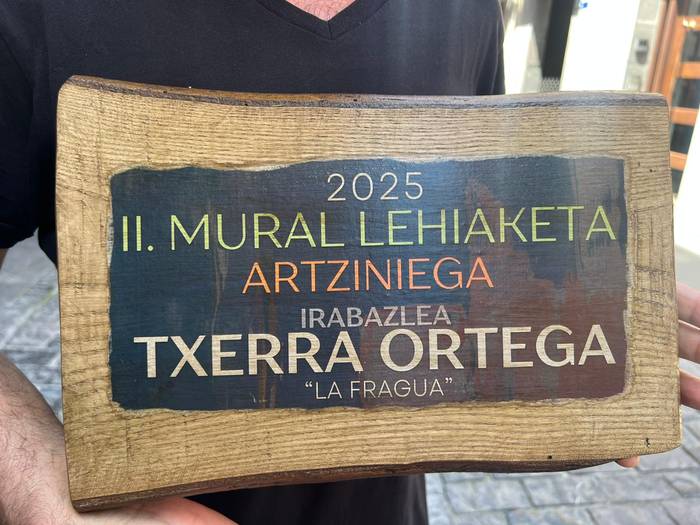 2025
II. MURAL LEHIAKETA
ARTZINIEGA
IRABAZLEA
TXERRA ORTEGA
“LA FRAGUA”